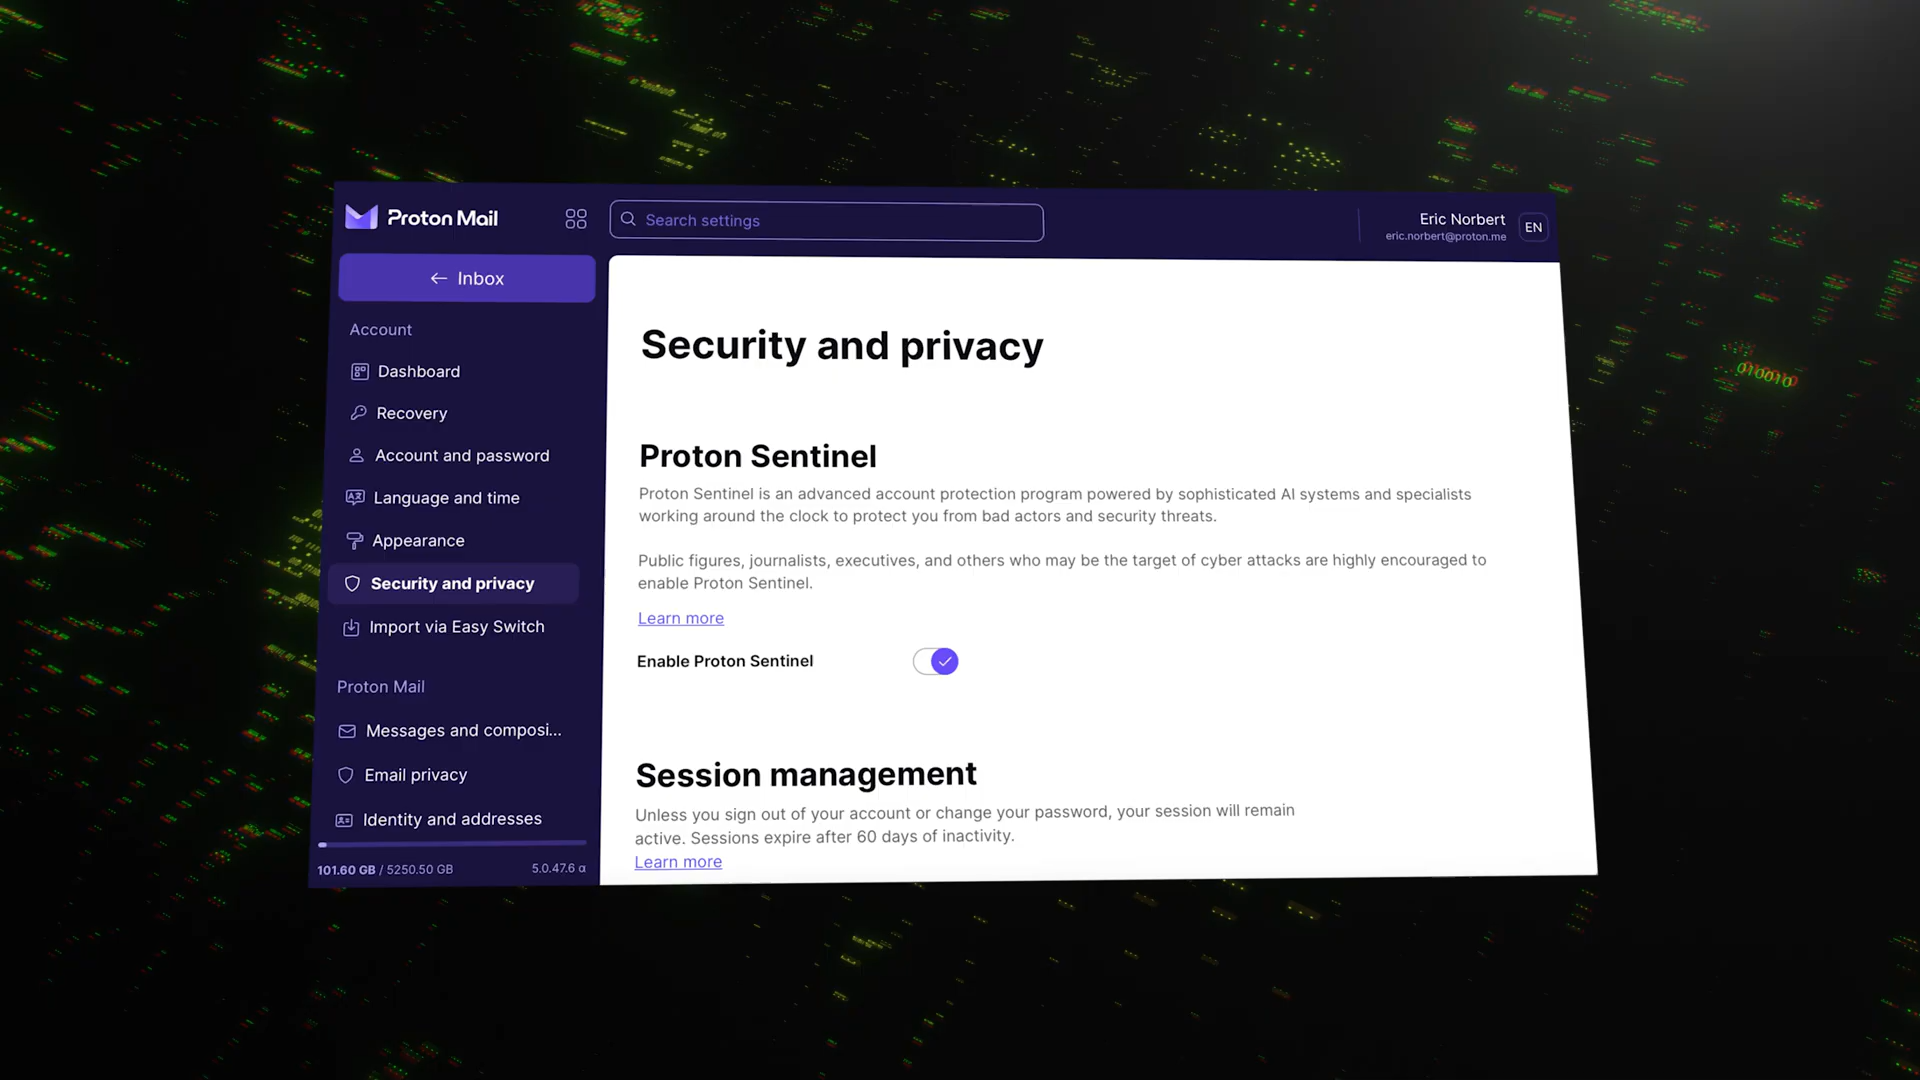 Proton Mail
Search settings
Eric Norbert
eric.norbert@proton.me
EN
Inbox
Account
Dashboard
Recovery
Account and password
Language and time
Appearance
Security and privacy
Import via Easy Switch
Proton Mail
Messages and composi...
Email privacy
Identity and addresses
101.60 GB / 5250.50 GB
5.0.47.6 α
Security and privacy
Proton Sentinel
Proton Sentinel is an advanced account protection program powered by sophisticated AI systems and specialists
working around the clock to protect you from bad actors and security threats.
Public figures, journalists, executives, and others who may be the target of cyber attacks are highly encouraged to
enable Proton Sentinel.
Learn more
Enable Proton Sentinel
Session management
Unless you sign out of your account or change your password, your session will remain
active. Sessions expire after 60 days of inactivity.
Learn more
010010